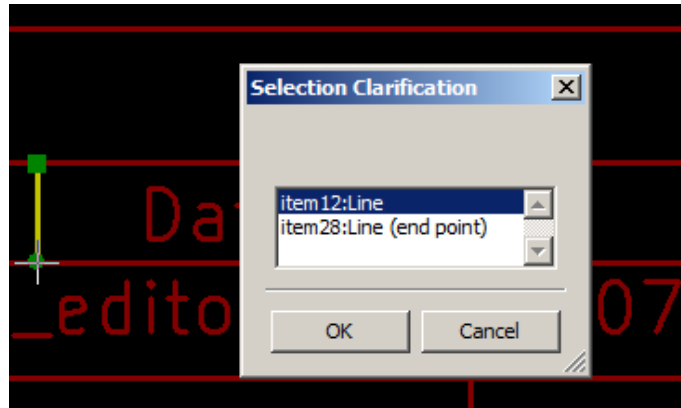 Selection Clarification
item12:Line
item28:Line (end point)
Da
_edito
07
OK
Cancel